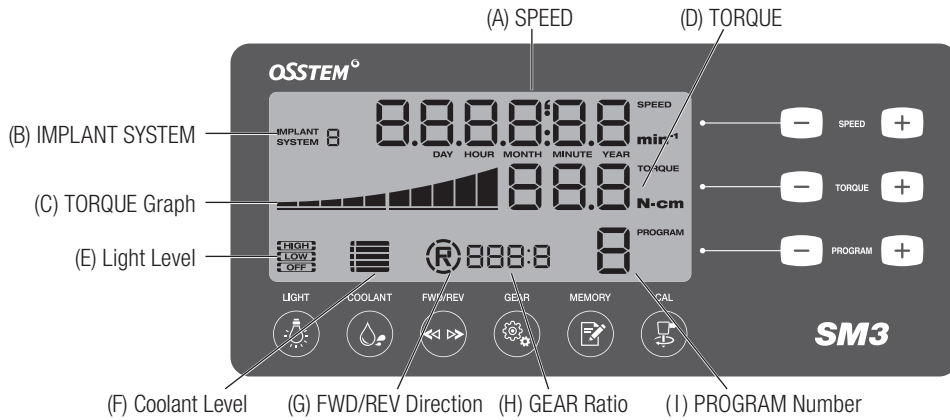 (A) SPEED
(D) TORQUE
OSSTEM
(B) IMPLANT SYSTEM
IMPLANT
SYSTEM 8
8.8.8.8:8.8
SPEED
min-1
DAY HOUR MONTH MINUTE YEAR
− SPEED +
(C) TORQUE Graph
88.8
TORQUE
N·cm
− TORQUE +
(E) Light Level
HIGH
LOW
OFF
R
888:8
8
PROGRAM
− PROGRAM +
LIGHT COOLANT FWD/REV GEAR MEMORY CAL
SM3
(F) Coolant Level (G) FWD/REV Direction (H) GEAR Ratio (I) PROGRAM Number